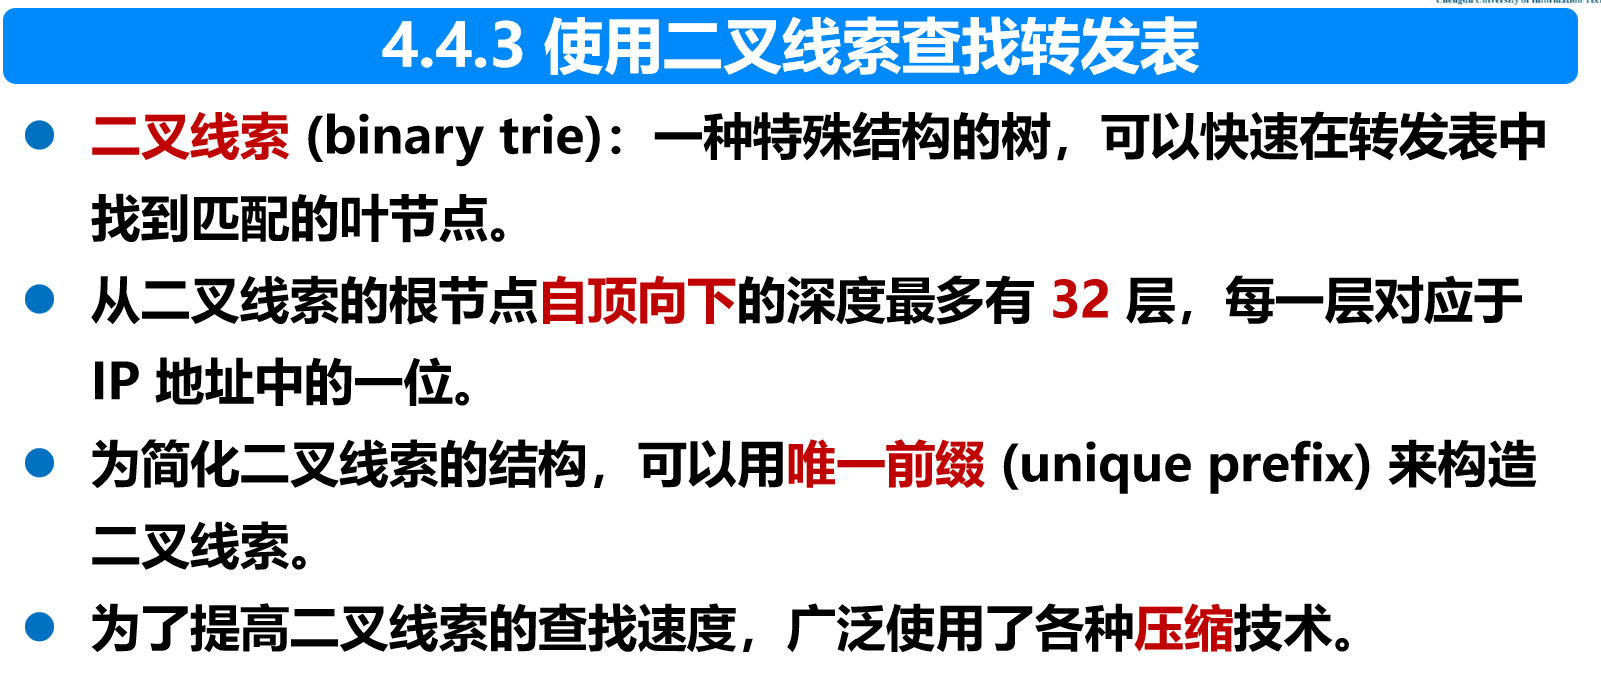 Chengdu University of Information Tec
4.4.3 使用二叉线索查找转发表
二叉线索 (binary trie)：一种特殊结构的树，可以快速在转发表中
找到匹配的叶节点。
从二叉线索的根节点自顶向下的深度最多有 32 层，每一层对应于
IP 地址中的一位。
为简化二叉线索的结构，可以用唯一前缀 (unique prefix) 来构造
二叉线索。
为了提高二叉线索的查找速度，广泛使用了各种压缩技术。